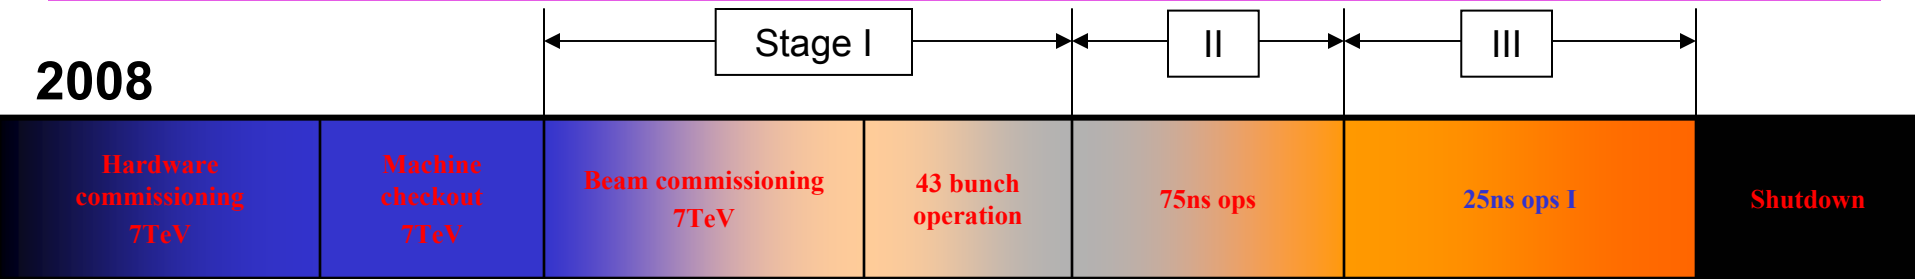 Stage I
II
III
2008
Hardware
commissioning
7TeV
Machine
checkout
7TeV
Beam commissioning
7TeV
43 bunch
operation
75ns ops
25ns ops I
Shutdown